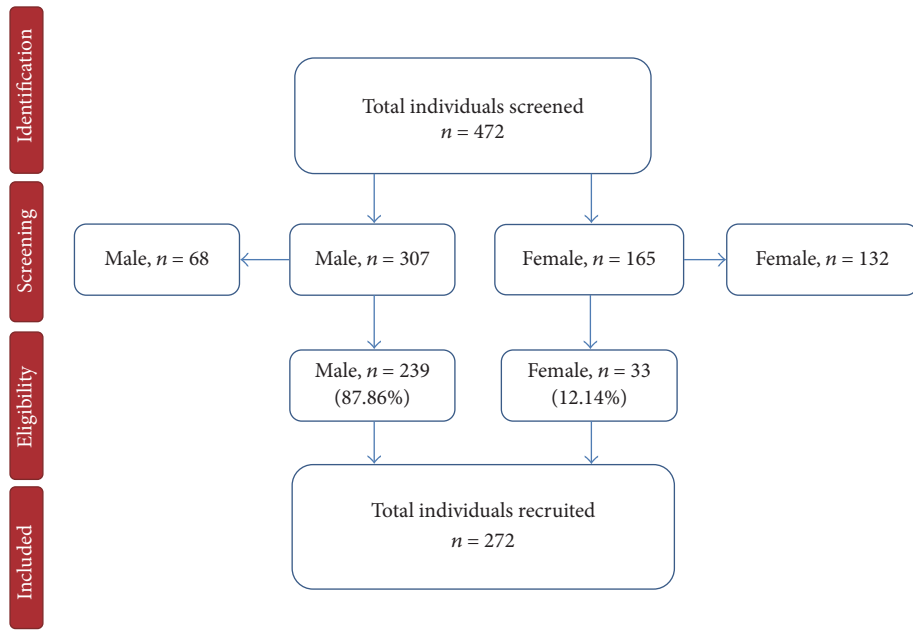 Identification
Total individuals screened
n = 472
Screening
Male, n = 68
Male, n = 307
Female, n = 165
Female, n = 132
Eligibility
Male, n = 239
(87.86%)
Female, n = 33
(12.14%)
Included
Total individuals recruited
n = 272